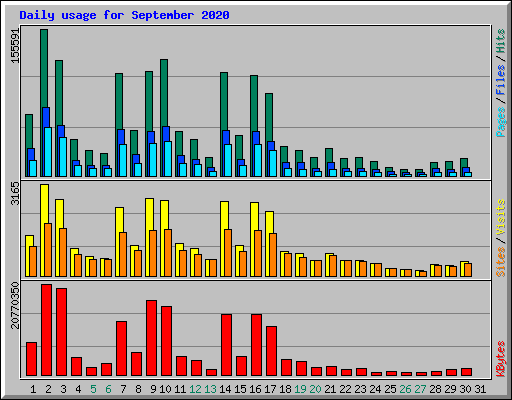 Daily usage for September 2020
155591
Pages / Files / Hits
3165
Sites / Visits
20770350
KBytes
1 2 3 4 5 6 7 8 9 10 11 12 13 14 15 16 17 18 19 20 21 22 23 24 25 26 27 28 29 30 31